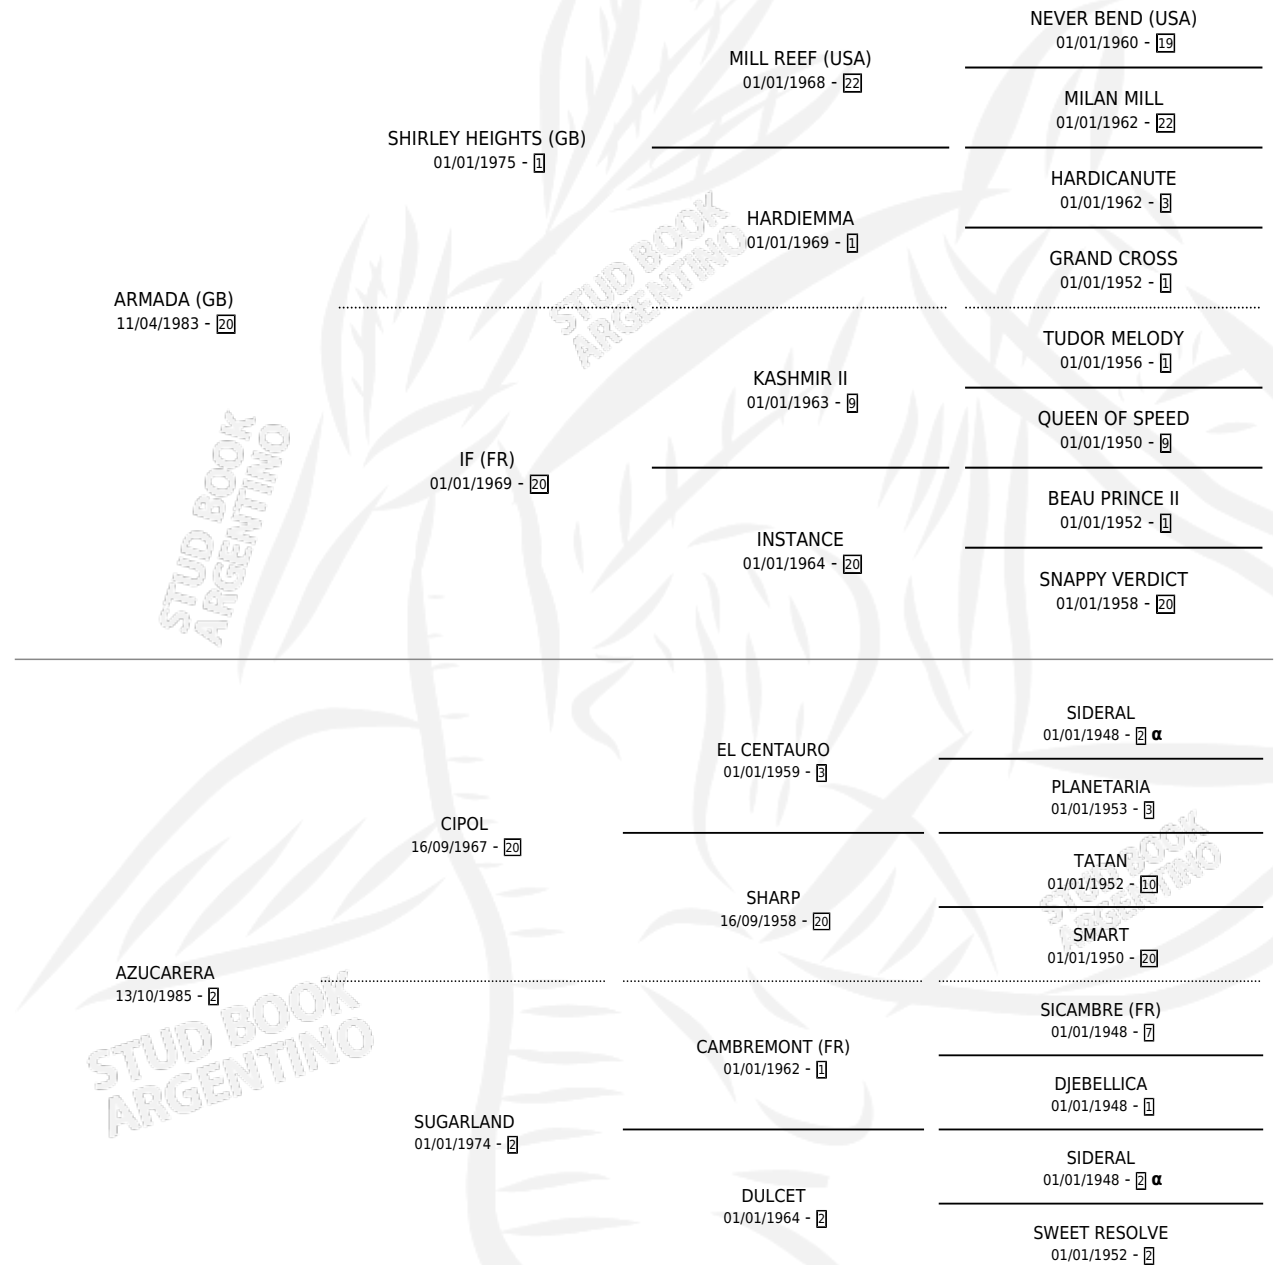 ARMADA (GB)
11/04/1983 - 20
SHIRLEY HEIGHTS (GB)
01/01/1975 - 1
MILL REEF (USA)
01/01/1968 - 22
NEVER BEND (USA)
01/01/1960 - 19
MILAN MILL
01/01/1962 - 22
HARDIEMMA
01/01/1969 - 1
HARDICANUTE
01/01/1962 - 3
GRAND CROSS
01/01/1952 - 1
IF (FR)
01/01/1969 - 20
KASHMIR II
01/01/1963 - 9
TUDOR MELODY
01/01/1956 - 1
QUEEN OF SPEED
01/01/1950 - 9
INSTANCE
01/01/1964 - 20
BEAU PRINCE II
01/01/1952 - 1
SNAPPY VERDICT
01/01/1958 - 20
AZUCARERA
13/10/1985 - 2
CIPOL
16/09/1967 - 20
EL CENTAURO
01/01/1959 - 3
SIDERAL
01/01/1948 - 2 α
PLANETARIA
01/01/1953 - 3
SHARP
16/09/1958 - 20
TATAN
01/01/1952 - 10
SMART
01/01/1950 - 20
SUGARLAND
01/01/1974 - 2
CAMBREMONT (FR)
01/01/1962 - 1
SICAMBRE (FR)
01/01/1948 - 7
DJEBELLICA
01/01/1948 - 1
DULCET
01/01/1964 - 2
SIDERAL
01/01/1948 - 2 α
SWEET RESOLVE
01/01/1952 - 2
STUD BOOK
ARGENTINO
STUD BOOK
ARGENTINO
STUD BOOK
ARGENTINO
STUD BOOK
ARGENTINO